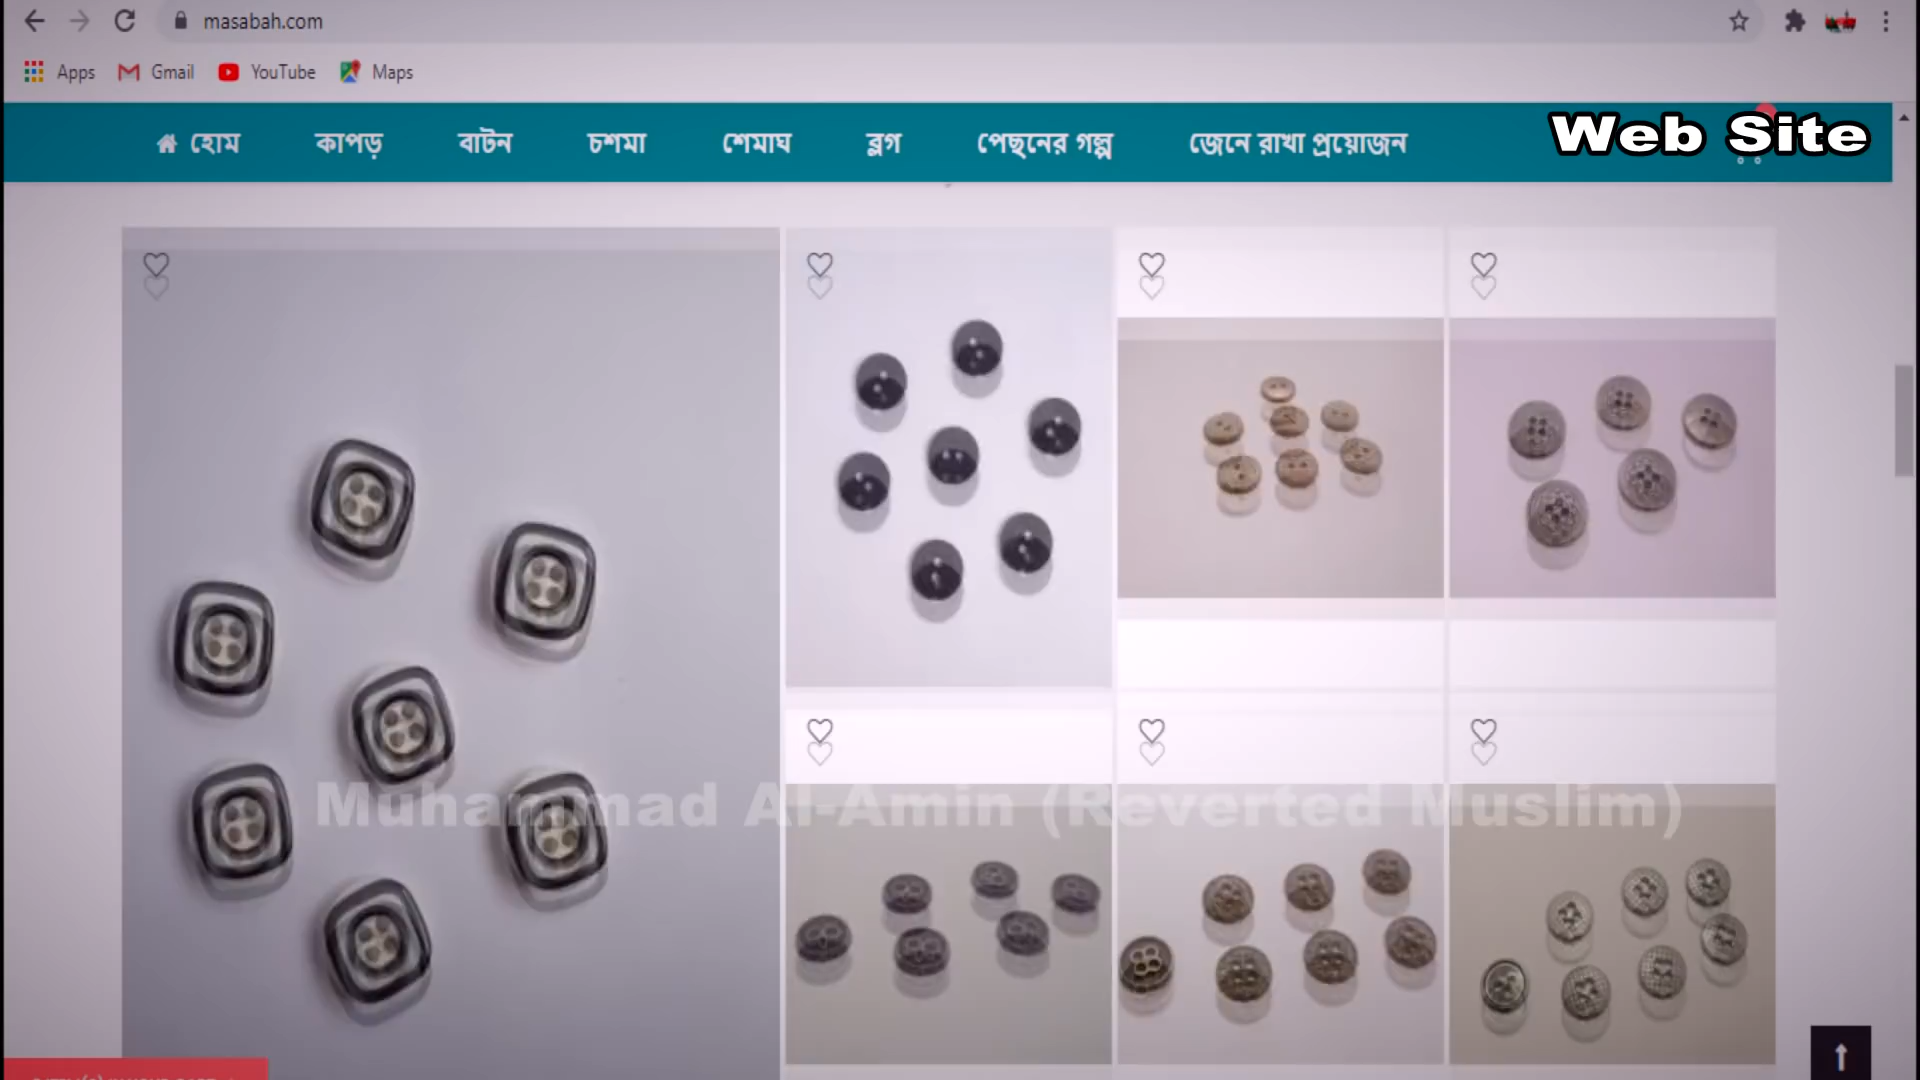 masabah.com
Apps Gmail YouTube Maps
হোম কাপড় বাটন চশমা শেমাঘ ব্লগ পেছনের গল্প জেনে রাখা প্রয়োজন
Web Site
Muhammad Al-Amin (Reverted Muslim)